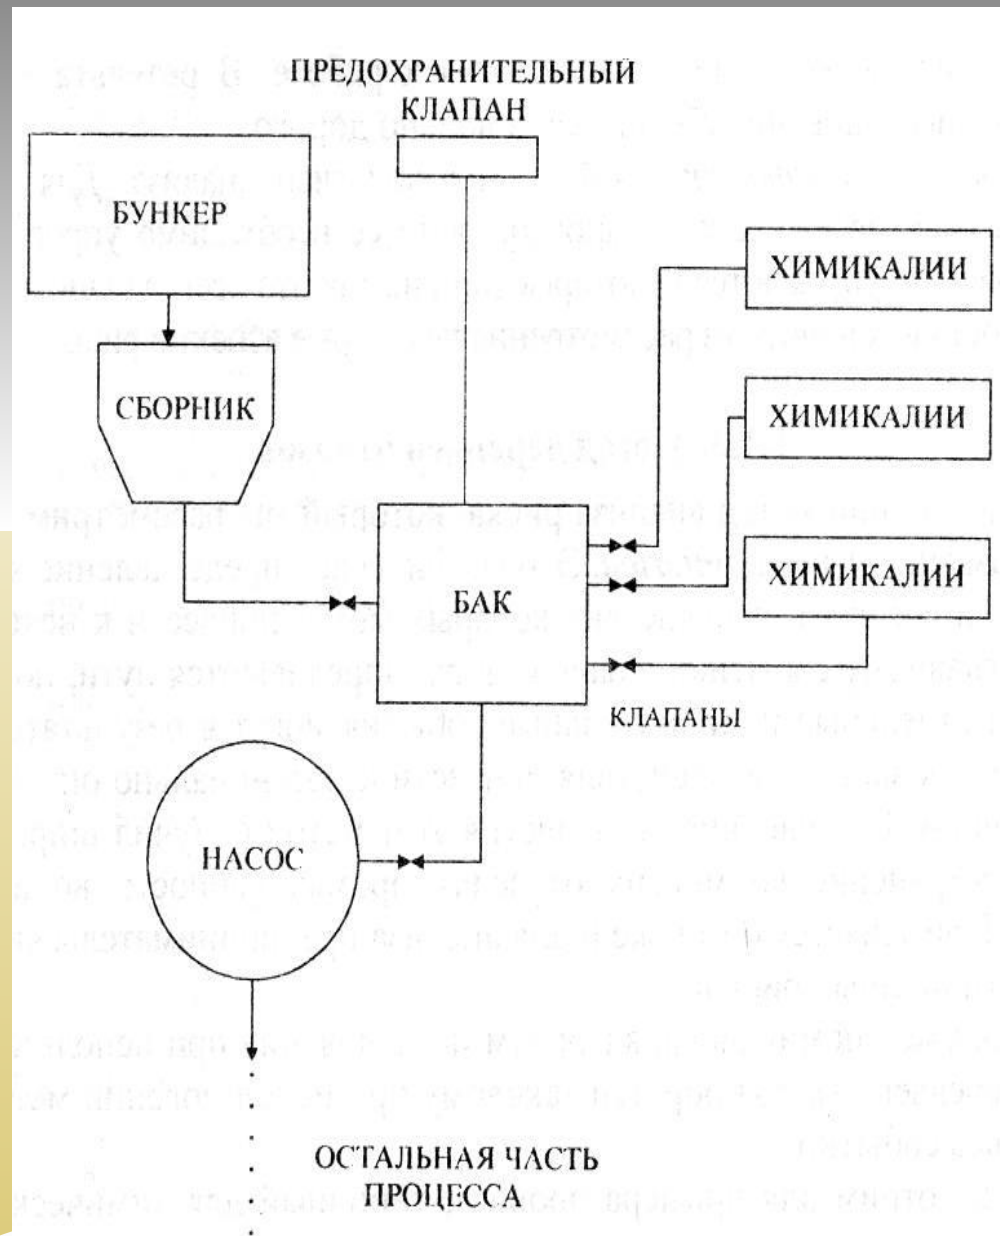 ПРЕДОХРАНИТЕЛЬНЫЙ
КЛАПАН
БУНКЕР
ХИМИКАЛИИ
СБОРНИК
ХИМИКАЛИИ
ХИМИКАЛИИ
БАК
КЛАПАНЫ
НАСОС
ОСТАЛЬНАЯ ЧАСТЬ
ПРОЦЕССА